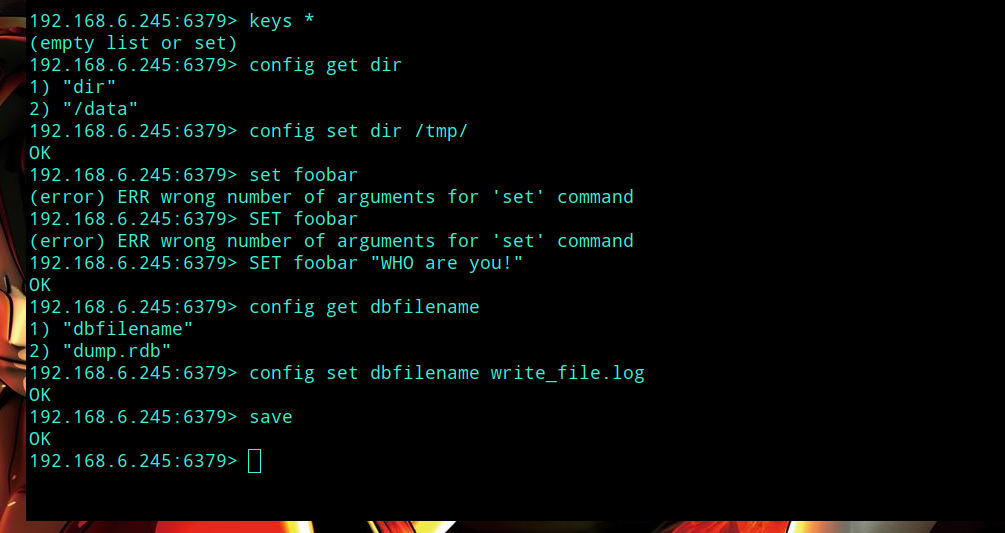 192.168.6.245:6379> keys *
(empty list or set)
192.168.6.245:6379> config get dir
1) "dir"
2) "/data"
192.168.6.245:6379> config set dir /tmp/
OK
192.168.6.245:6379> set foobar
(error) ERR wrong number of arguments for 'set' command
192.168.6.245:6379> SET foobar
(error) ERR wrong number of arguments for 'set' command
192.168.6.245:6379> SET foobar "WHO are you!"
OK
192.168.6.245:6379> config get dbfilename
1) "dbfilename"
2) "dump.rdb"
192.168.6.245:6379> config set dbfilename write_file.log
OK
192.168.6.245:6379> save
OK
192.168.6.245:6379>